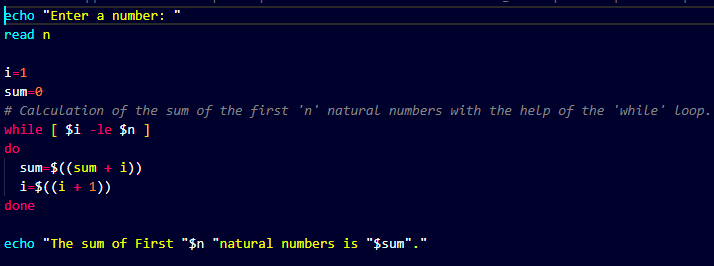 echo "Enter a number: "
read n
i=1
sum=0
# Calculation of the sum of the first 'n' natural numbers with the help of the 'while' loop.
while [ $i -le $n ]
do
  sum=$((sum + i))
  i=$((i + 1))
done
echo "The sum of First "$n "natural numbers is "$sum"."